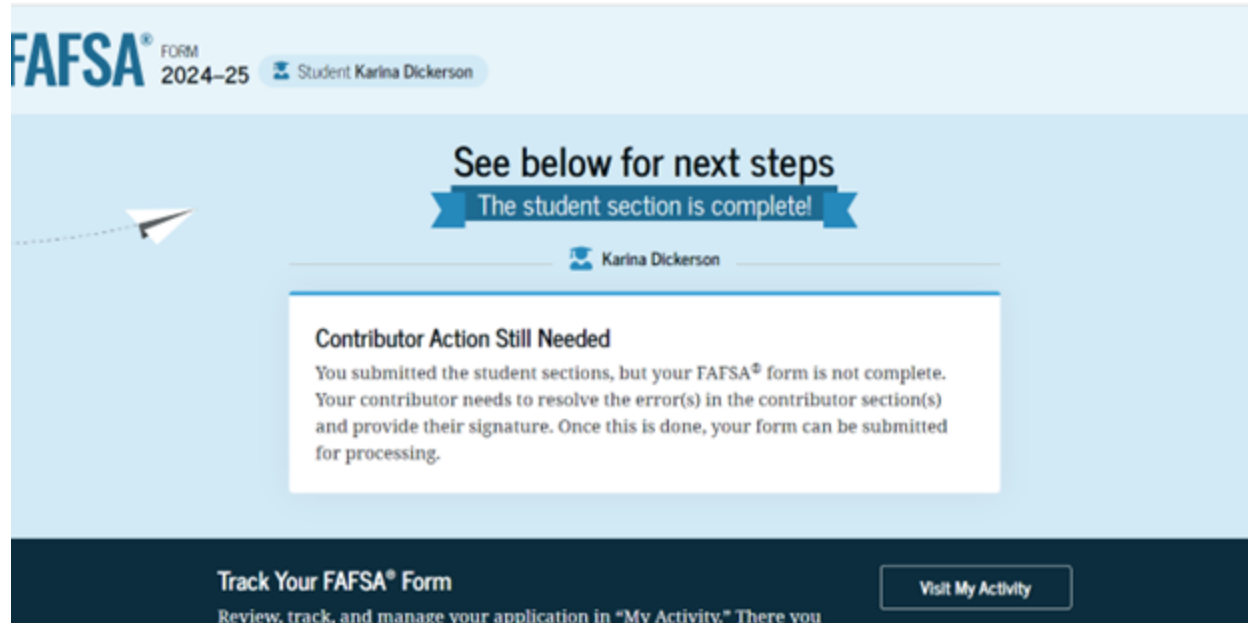 FAFSA® FORM
2024–25
Student Karina Dickerson
See below for next steps
The student section is complete!
Karina Dickerson
Contributor Action Still Needed
You submitted the student sections, but your FAFSA® form is not complete.
Your contributor needs to resolve the error(s) in the contributor section(s)
and provide their signature. Once this is done, your form can be submitted
for processing.
Track Your FAFSA® Form
Visit My Activity
Review, track, and manage your application in “My Activity.” There you